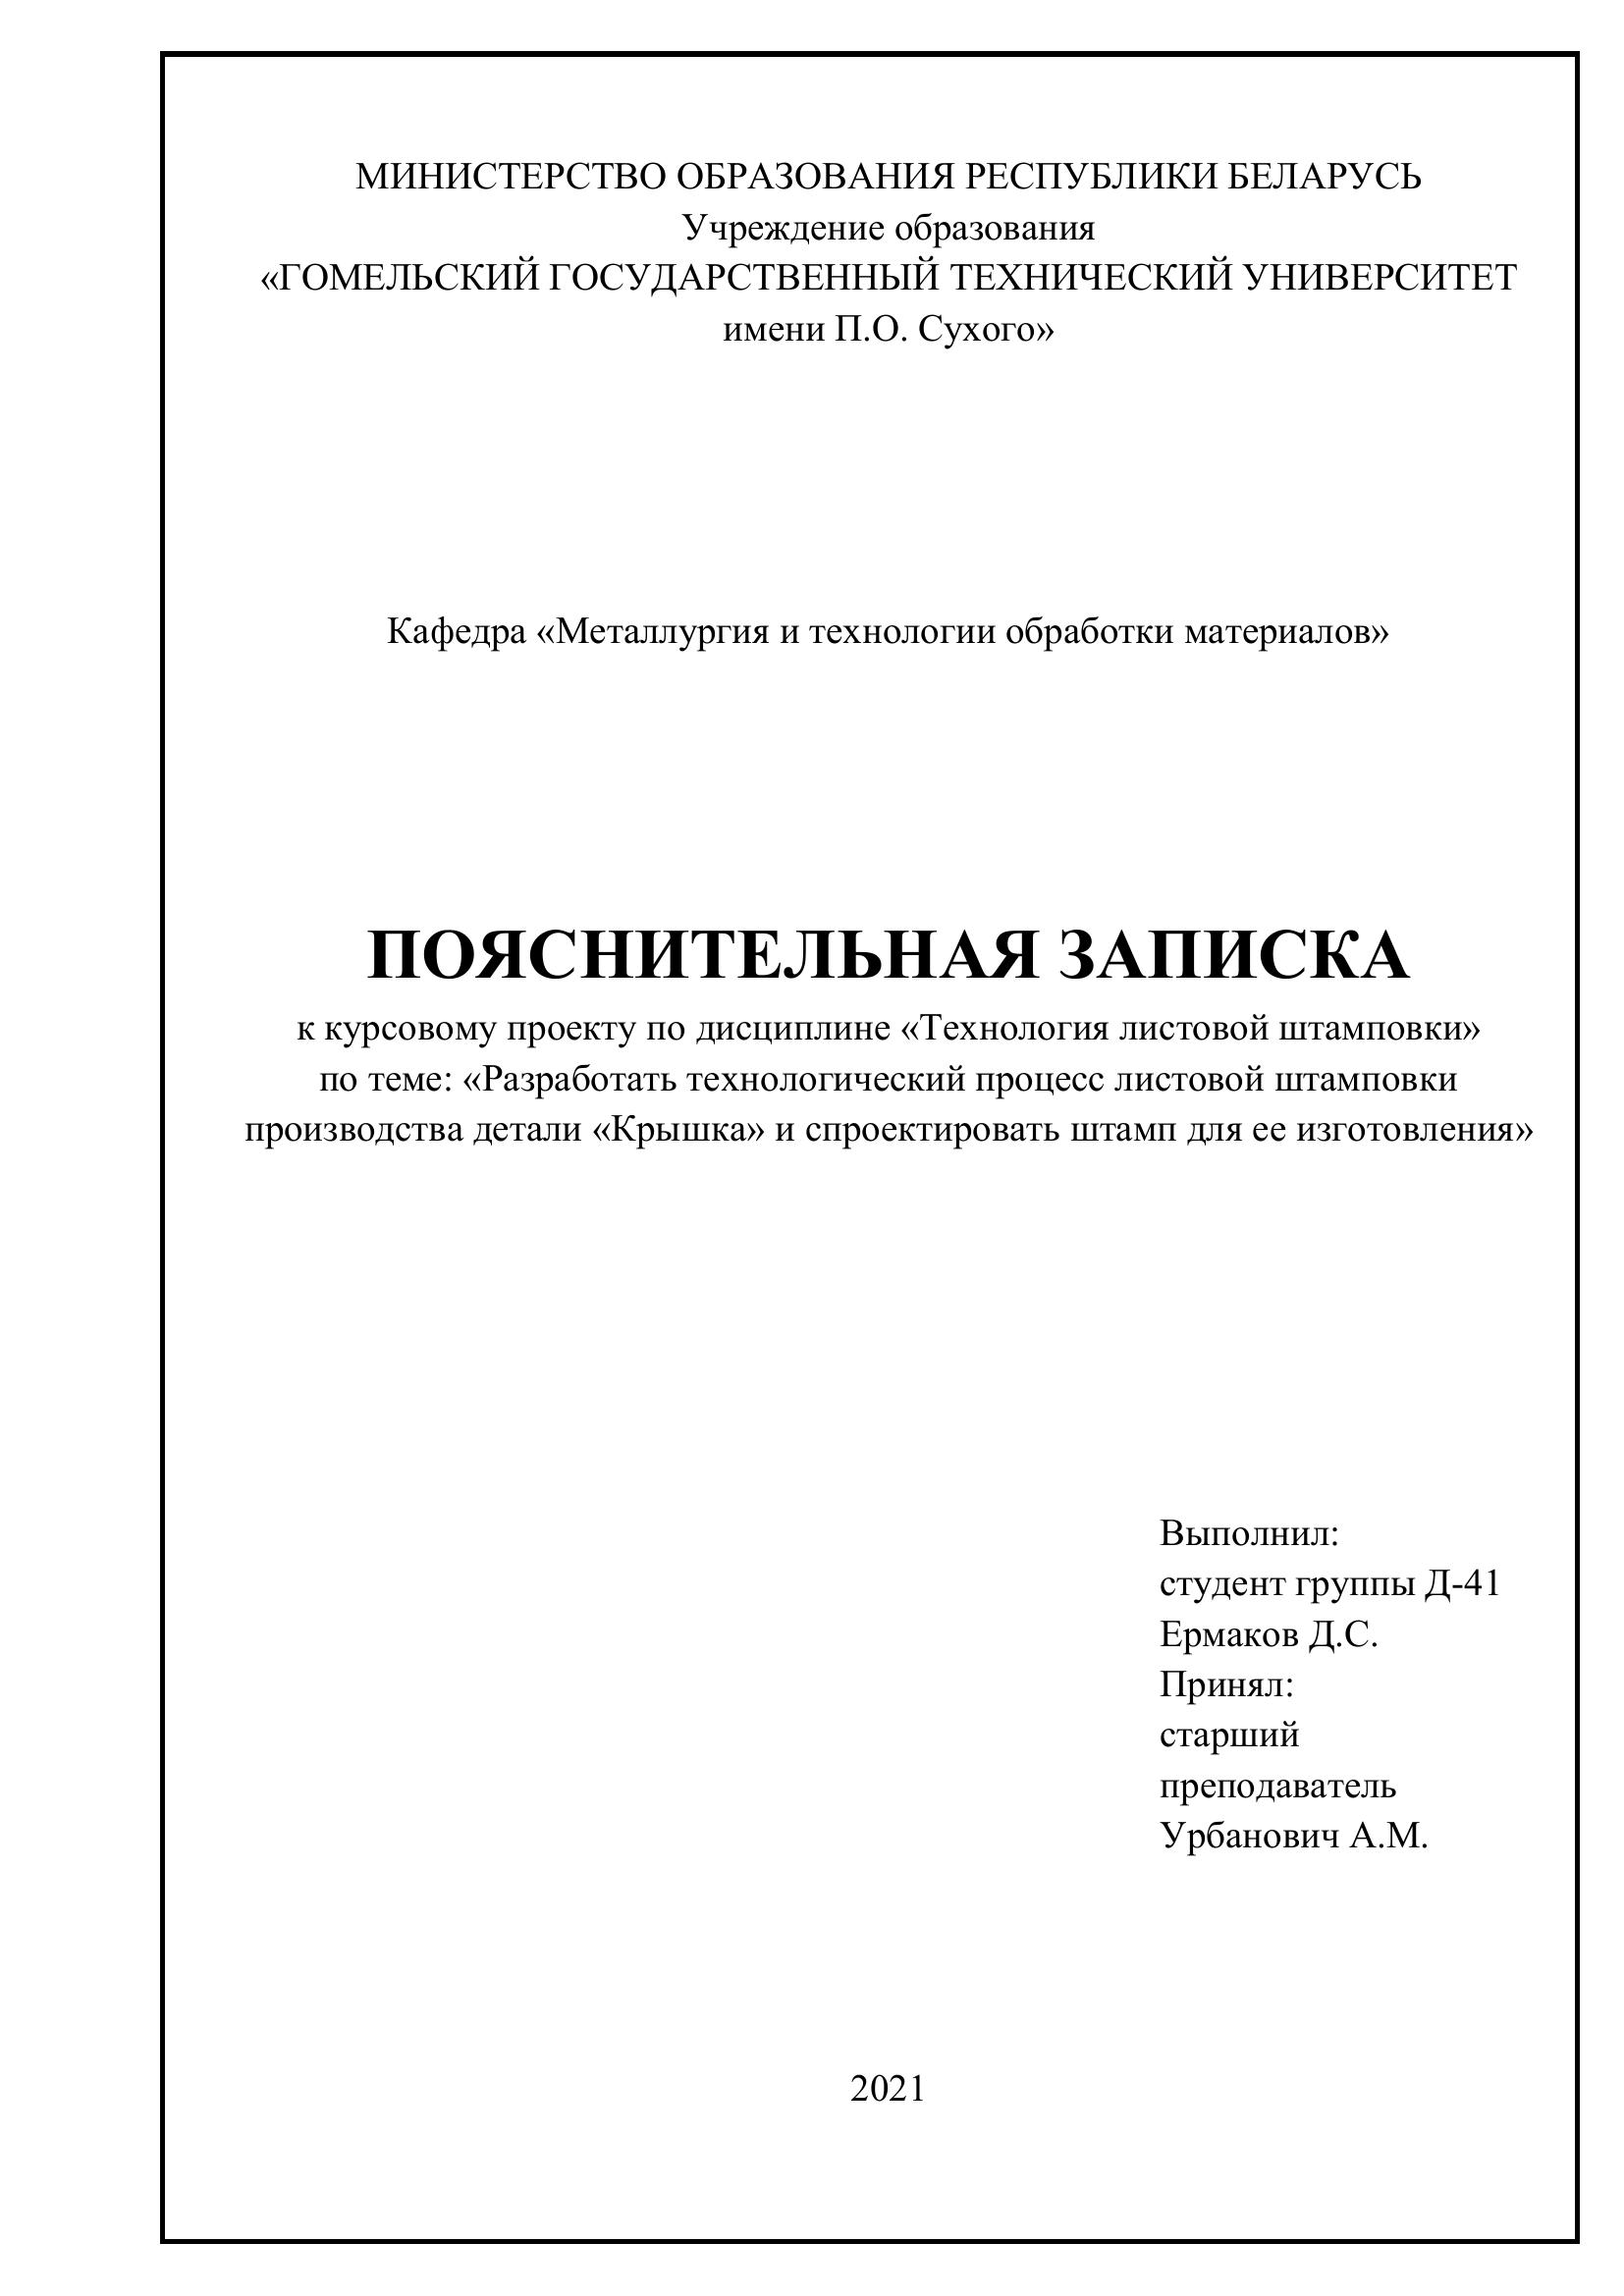 МИНИСТЕРСТВО ОБРАЗОВАНИЯ РЕСПУБЛИКИ БЕЛАРУСЬ
Учреждение образования
«ГОМЕЛЬСКИЙ ГОСУДАРСТВЕННЫЙ ТЕХНИЧЕСКИЙ УНИВЕРСИТЕТ
имени П.О. Сухого»
Кафедра «Металлургия и технологии обработки материалов»
ПОЯСНИТЕЛЬНАЯ ЗАПИСКА
к курсовому проекту по дисциплине «Технология листовой штамповки»
по теме: «Разработать технологический процесс листовой штамповки
производства детали «Крышка» и спроектировать штамп для ее изготовления»
Выполнил:
студент группы Д-41
Ермаков Д.С.
Принял:
старший
преподаватель
Урбанович А.М.
2021